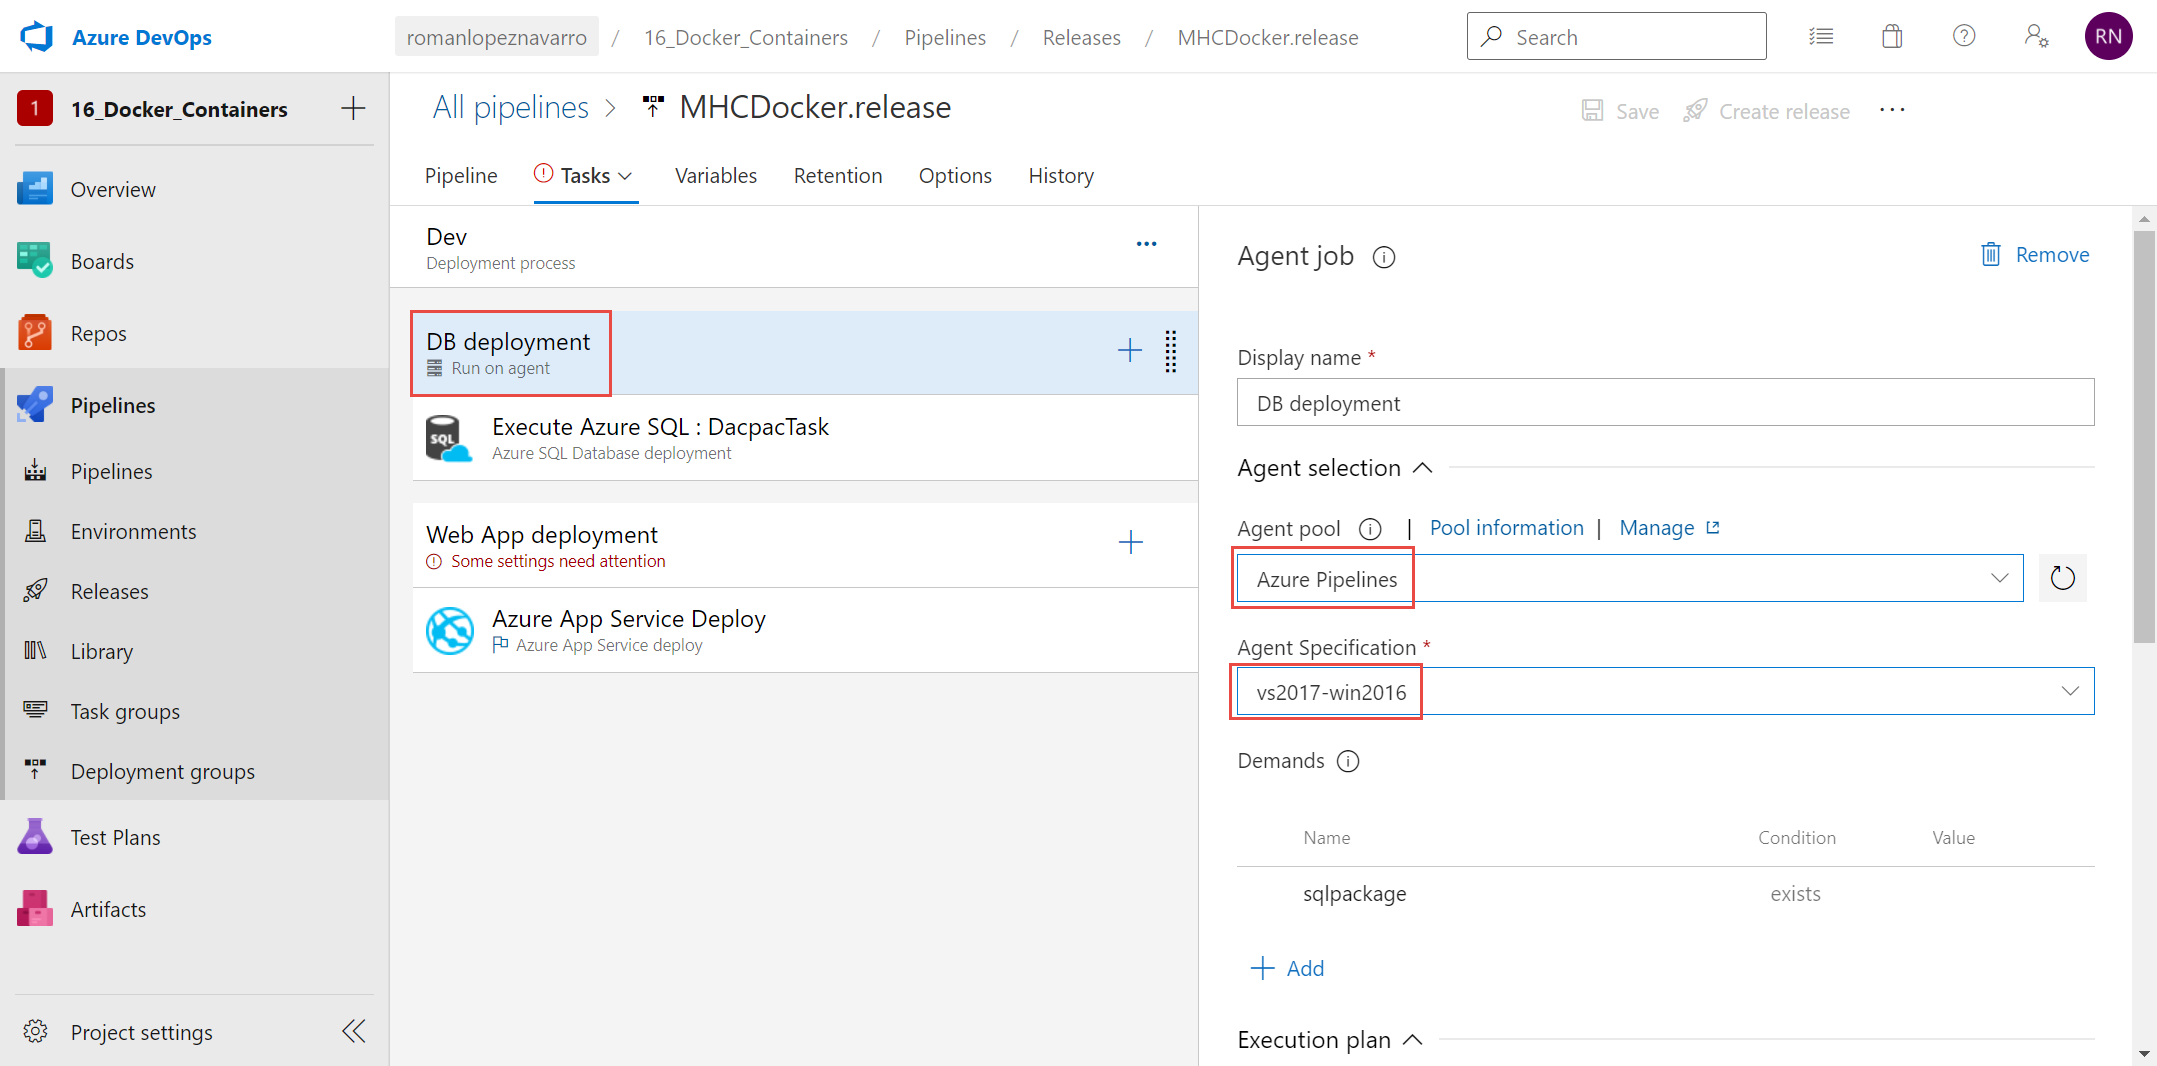 Azure DevOps
romanlopeznavarro / 16_Docker_Containers / Pipelines / Releases / MHCDocker.release
Search
RN
1 16_Docker_Containers
Overview
Boards
Repos
Pipelines
Pipelines
Environments
Releases
Library
Task groups
Deployment groups
Test Plans
Artifacts
Project settings
All pipelines > MHCDocker.release
Save Create release ...
Pipeline Tasks Variables Retention Options History
Dev
Deployment process
DB deployment
Run on agent
SQL
Execute Azure SQL : DacpacTask
Azure SQL Database deployment
Web App deployment
Some settings need attention
Azure App Service Deploy
Azure App Service deploy
Agent job
Remove
Display name *
DB deployment
Agent selection
Agent pool | Pool information | Manage
Azure Pipelines
Agent Specification *
vs2017-win2016
Demands
Name Condition Value
sqlpackage exists
Add
Execution plan